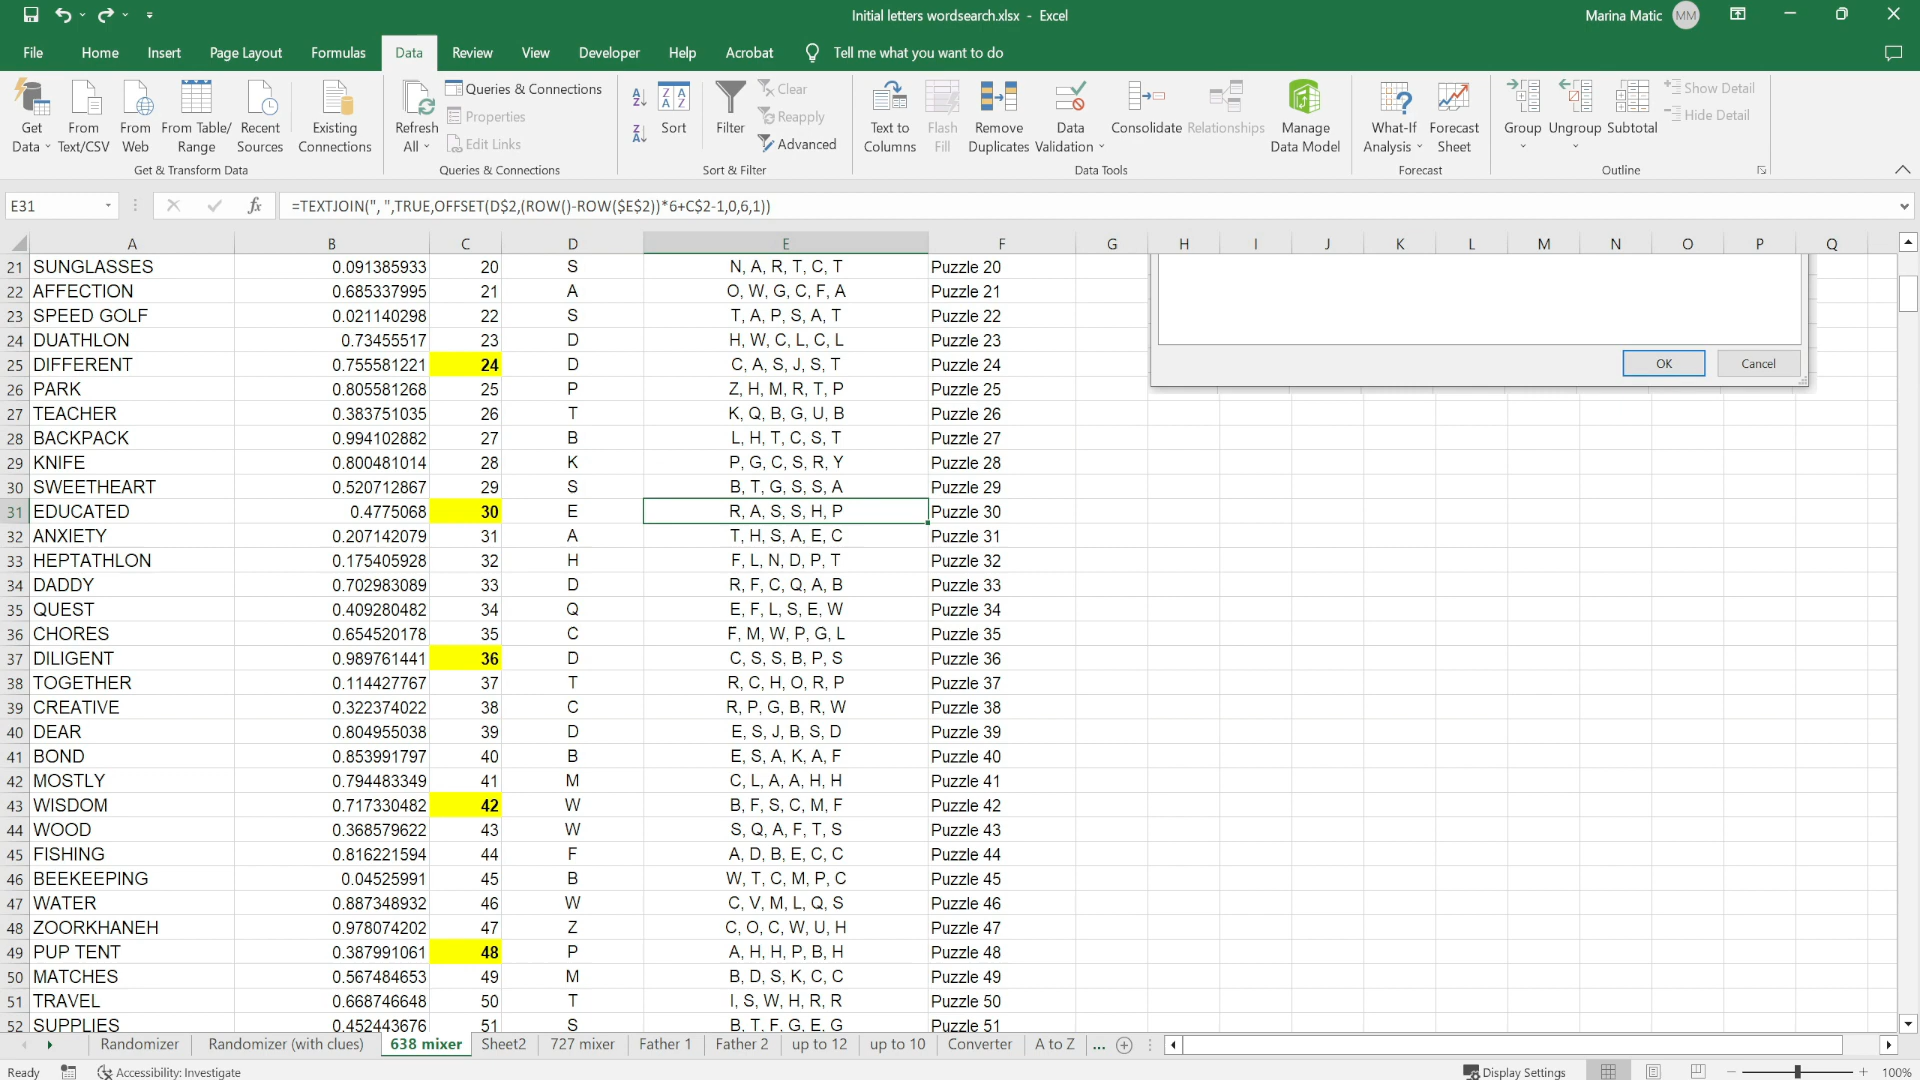 Initial letters wordsearch.xlsx - Excel
Marina Matic MM
File Home Insert Page Layout Formulas Data Review View Developer Help Acrobat Tell me what you want to do
Get Data
From Text/CSV
From Web
From Table/ Range
Recent Sources
Existing Connections
Get & Transform Data
Refresh All
Queries & Connections
Properties
Edit Links
Queries & Connections
Sort
Filter
Clear
Reapply
Advanced
Sort & Filter
Text to Columns
Flash Fill
Remove Duplicates
Data Validation
Consolidate
Relationships
Manage Data Model
Data Tools
What-If Analysis
Forecast Sheet
Forecast
Group
Ungroup
Subtotal
Show Detail
Hide Detail
Outline
E31 fx =TEXTJOIN(", ",TRUE,OFFSET(D$2,(ROW()-ROW($E$2))*6+C$2-1,0,6,1))
A B C D E F G H I J K L M N O P Q
21 SUNGLASSES 0.091385933 20 S N, A, R, T, C, T Puzzle 20
22 AFFECTION 0.685337995 21 A O, W, G, C, F, A Puzzle 21
23 SPEED GOLF 0.021140298 22 S T, A, P, S, A, T Puzzle 22
24 DUATHLON 0.73455517 23 D H, W, C, L, C, L Puzzle 23
25 DIFFERENT 0.755581221 24 D C, A, S, J, S, T Puzzle 24
26 PARK 0.805581268 25 P Z, H, M, R, T, P Puzzle 25
27 TEACHER 0.383751035 26 T K, Q, B, G, U, B Puzzle 26
28 BACKPACK 0.994102882 27 B L, H, T, C, S, T Puzzle 27
29 KNIFE 0.800481014 28 K P, G, C, S, R, Y Puzzle 28
30 SWEETHEART 0.520712867 29 S B, T, G, S, S, A Puzzle 29
31 EDUCATED 0.4775068 30 E R, A, S, S, H, P Puzzle 30
32 ANXIETY 0.207142079 31 A T, H, S, A, E, C Puzzle 31
33 HEPTATHLON 0.175405928 32 H F, L, N, D, P, T Puzzle 32
34 DADDY 0.702983089 33 D R, F, C, Q, A, B Puzzle 33
35 QUEST 0.409280482 34 Q E, F, L, S, E, W Puzzle 34
36 CHORES 0.654520178 35 C F, M, W, P, G, L Puzzle 35
37 DILIGENT 0.989761441 36 D C, S, S, B, P, S Puzzle 36
38 TOGETHER 0.114427767 37 T R, C, H, O, R, P Puzzle 37
39 CREATIVE 0.322374022 38 C R, P, G, B, R, W Puzzle 38
40 DEAR 0.804955038 39 D E, S, J, B, S, D Puzzle 39
41 BOND 0.853991797 40 B E, S, A, K, A, F Puzzle 40
42 MOSTLY 0.794483349 41 M C, L, A, A, H, H Puzzle 41
43 WISDOM 0.717330482 42 W B, F, S, C, M, F Puzzle 42
44 WOOD 0.368579622 43 W S, Q, A, F, T, S Puzzle 43
45 FISHING 0.816221594 44 F A, D, B, E, C, C Puzzle 44
46 BEEKEEPING 0.04525991 45 B W, T, C, M, P, C Puzzle 45
47 WATER 0.887348932 46 W C, V, M, L, Q, S Puzzle 46
48 ZOORKHANEH 0.978074202 47 Z C, O, C, W, U, H Puzzle 47
49 PUP TENT 0.387991061 48 P A, H, H, P, B, H Puzzle 48
50 MATCHES 0.567484653 49 M B, D, S, K, C, C Puzzle 49
51 TRAVEL 0.668746648 50 T I, S, W, H, R, R Puzzle 50
52 SUPPLIES 0.452443676 51 S B, T, F, G, E, G Puzzle 51
OK Cancel
Randomizer Randomizer (with clues) 638 mixer Sheet2 727 mixer Father 1 Father 2 up to 12 up to 10 Converter A to Z ...
Ready Accessibility: Investigate Display Settings 100%